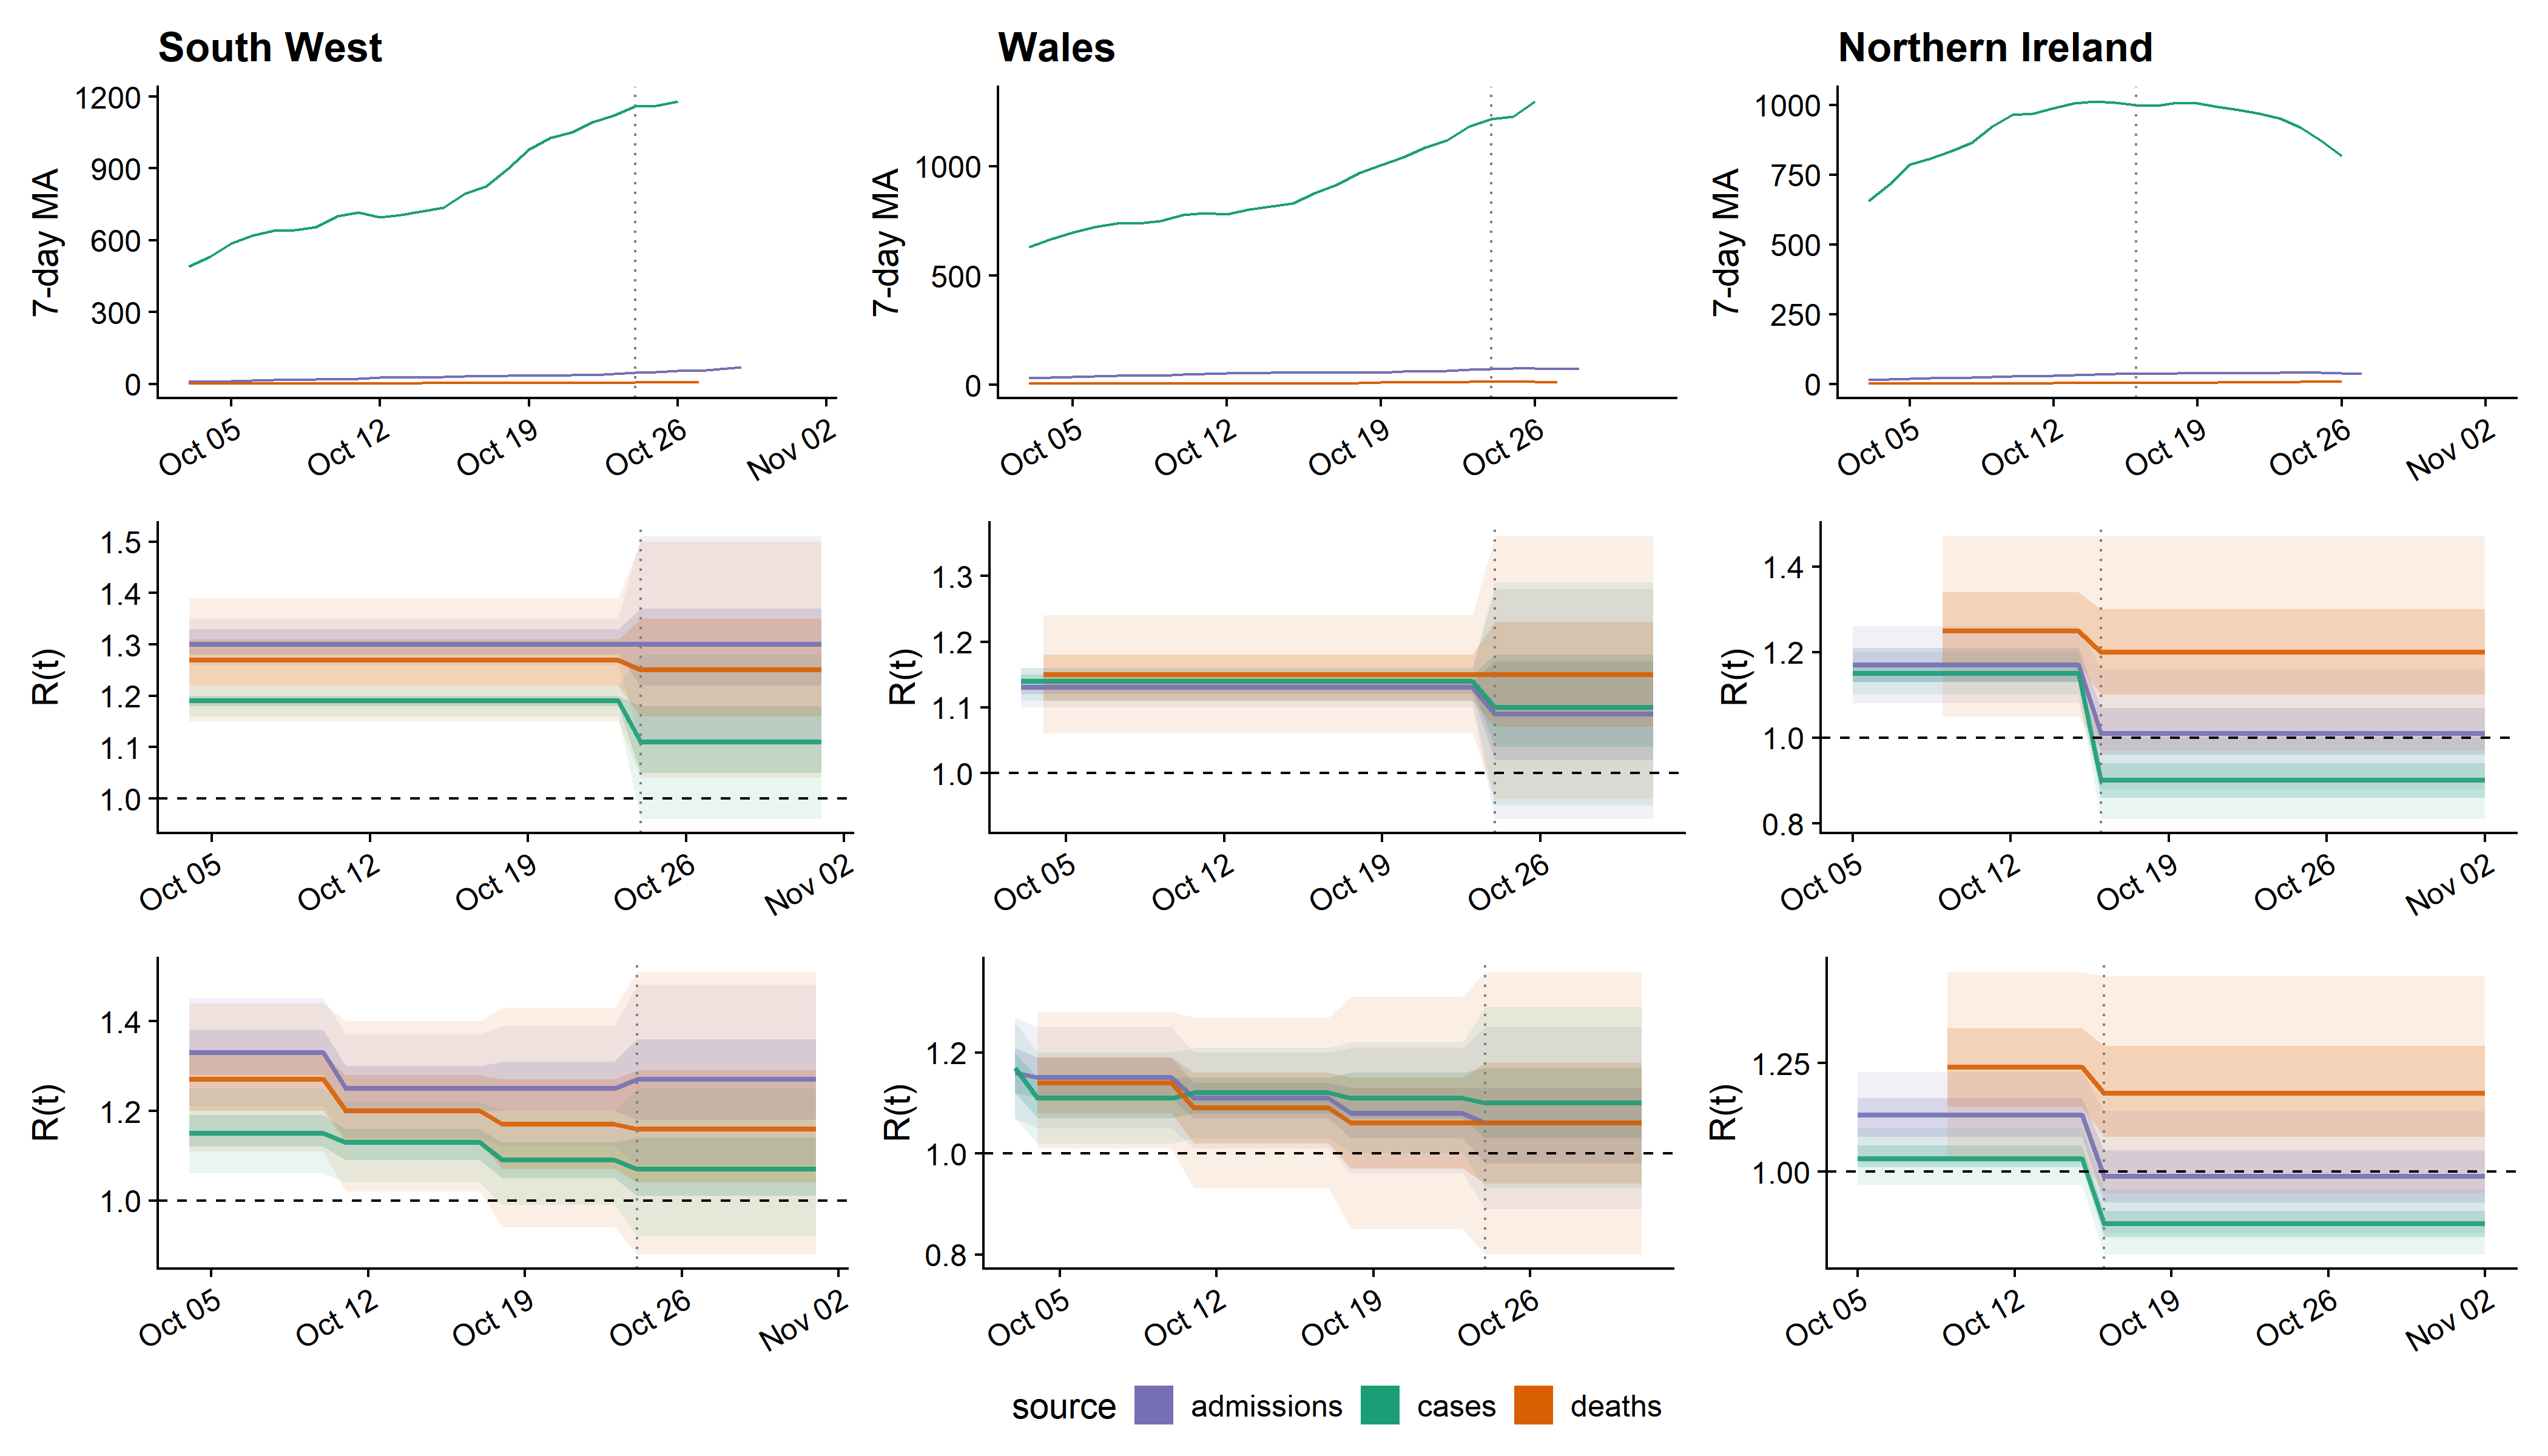 South West
Wales
Northern Ireland
7-day MA
1200
900
600
300
0
Oct 05
Oct 12
Oct 19
Oct 26
Nov 02
7-day MA
1000
500
0
Oct 05
Oct 12
Oct 19
Oct 26
7-day MA
1000
750
500
250
0
Oct 05
Oct 12
Oct 19
Oct 26
Nov 02
R(t)
1.5
1.4
1.3
1.2
1.1
1.0
Oct 05
Oct 12
Oct 19
Oct 26
Nov 02
R(t)
1.3
1.2
1.1
1.0
Oct 05
Oct 12
Oct 19
Oct 26
R(t)
1.4
1.2
1.0
0.8
Oct 05
Oct 12
Oct 19
Oct 26
Nov 02
R(t)
1.4
1.2
1.0
Oct 05
Oct 12
Oct 19
Oct 26
Nov 02
R(t)
1.2
1.0
0.8
Oct 05
Oct 12
Oct 19
Oct 26
R(t)
1.25
1.00
Oct 05
Oct 12
Oct 19
Oct 26
Nov 02
source admissions cases deaths